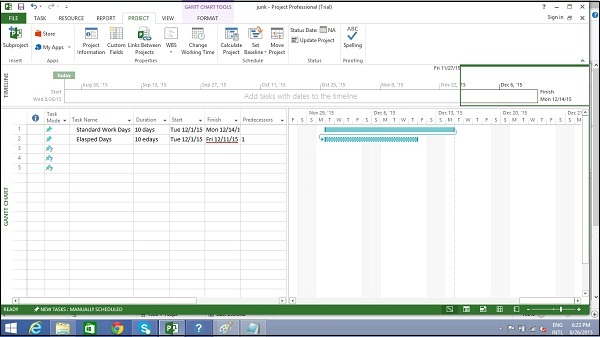 GANTT CHART TOOLS junk - Project Professional (Trial)
FILE TASK RESOURCE REPORT PROJECT VIEW TEAM FORMAT Sign in
Subproject Store My Apps Project Information Custom Fields Links Between Projects WBS Change Working Time Calculate Project Set Baseline Move Project Status Date: NA Update Project ABC Spelling
Insert Apps Properties Schedule Status Proofing
Fri 11/27/15
Today
TIMELINE
Aug 30, '15 Sep 13, '15 Sep 27, '15 Oct 11, '15 Oct 25, '15 Nov 8, '15 Nov 22, '15 Dec 6, '15
Start
Wed 8/26/15
Add tasks with dates to the timeline
Finish
Mon 12/14/15
Task Mode Task Name Duration Start Finish Predecessors
Nov 29, '15 Dec 6, '15 Dec 13, '15 Dec 20, '15 Dec 2
F S S M T W T F S S M T W T F S S M T W T F S S M T W T F S S M
1 Standard Work Days 10 days Tue 12/1/15 Mon 12/14/1
2 Elasped Days 10 edays Tue 12/1/15 Fri 12/11/15 1
3
4
5
GANTT CHART
READY NEW TASKS : MANUALLY SCHEDULED
ENG 6:23 PM
INTL 8/26/2015